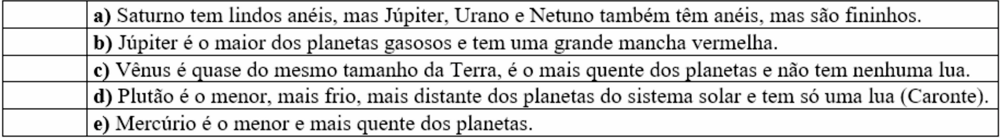 a) Saturno tem lindos anéis, mas Júpiter, Urano e Netuno também têm anéis, mas são fininhos.
b) Júpiter é o maior dos planetas gasosos e tem uma grande mancha vermelha.
c) Vênus é quase do mesmo tamanho da Terra, é o mais quente dos planetas e não tem nenhuma lua.
d) Plutão é o menor, mais frio, mais distante dos planetas do sistema solar e tem só uma lua (Caronte).
e) Mercúrio é o menor e mais quente dos planetas.